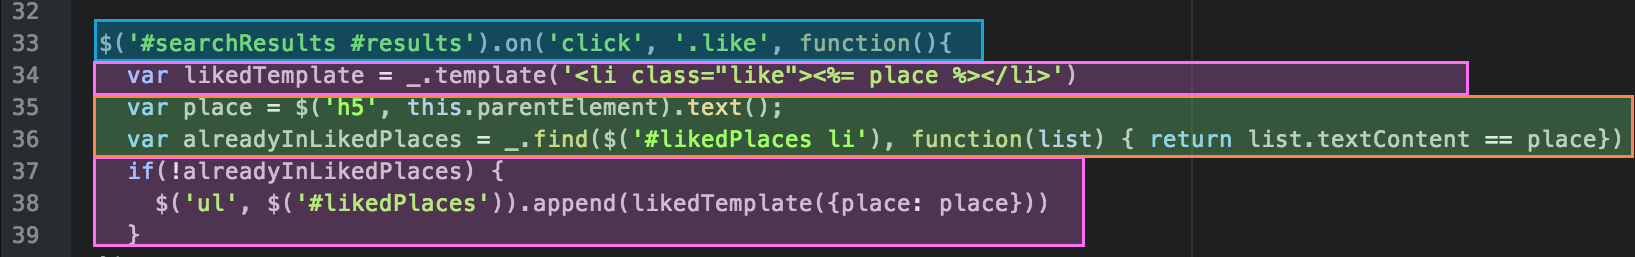 32
33 $('#searchResults #results').on('click', '.like', function(){
34 var likedTemplate = _.template('<li class="like"><%= place %></li>')
35 var place = $('h5', this.parentElement).text();
36 var alreadyInLikedPlaces = _.find($('#likedPlaces li'), function(list) { return list.textContent == place})
37 if(!alreadyInLikedPlaces) {
38 $('ul', $('#likedPlaces')).append(likedTemplate({place: place}))
39 }